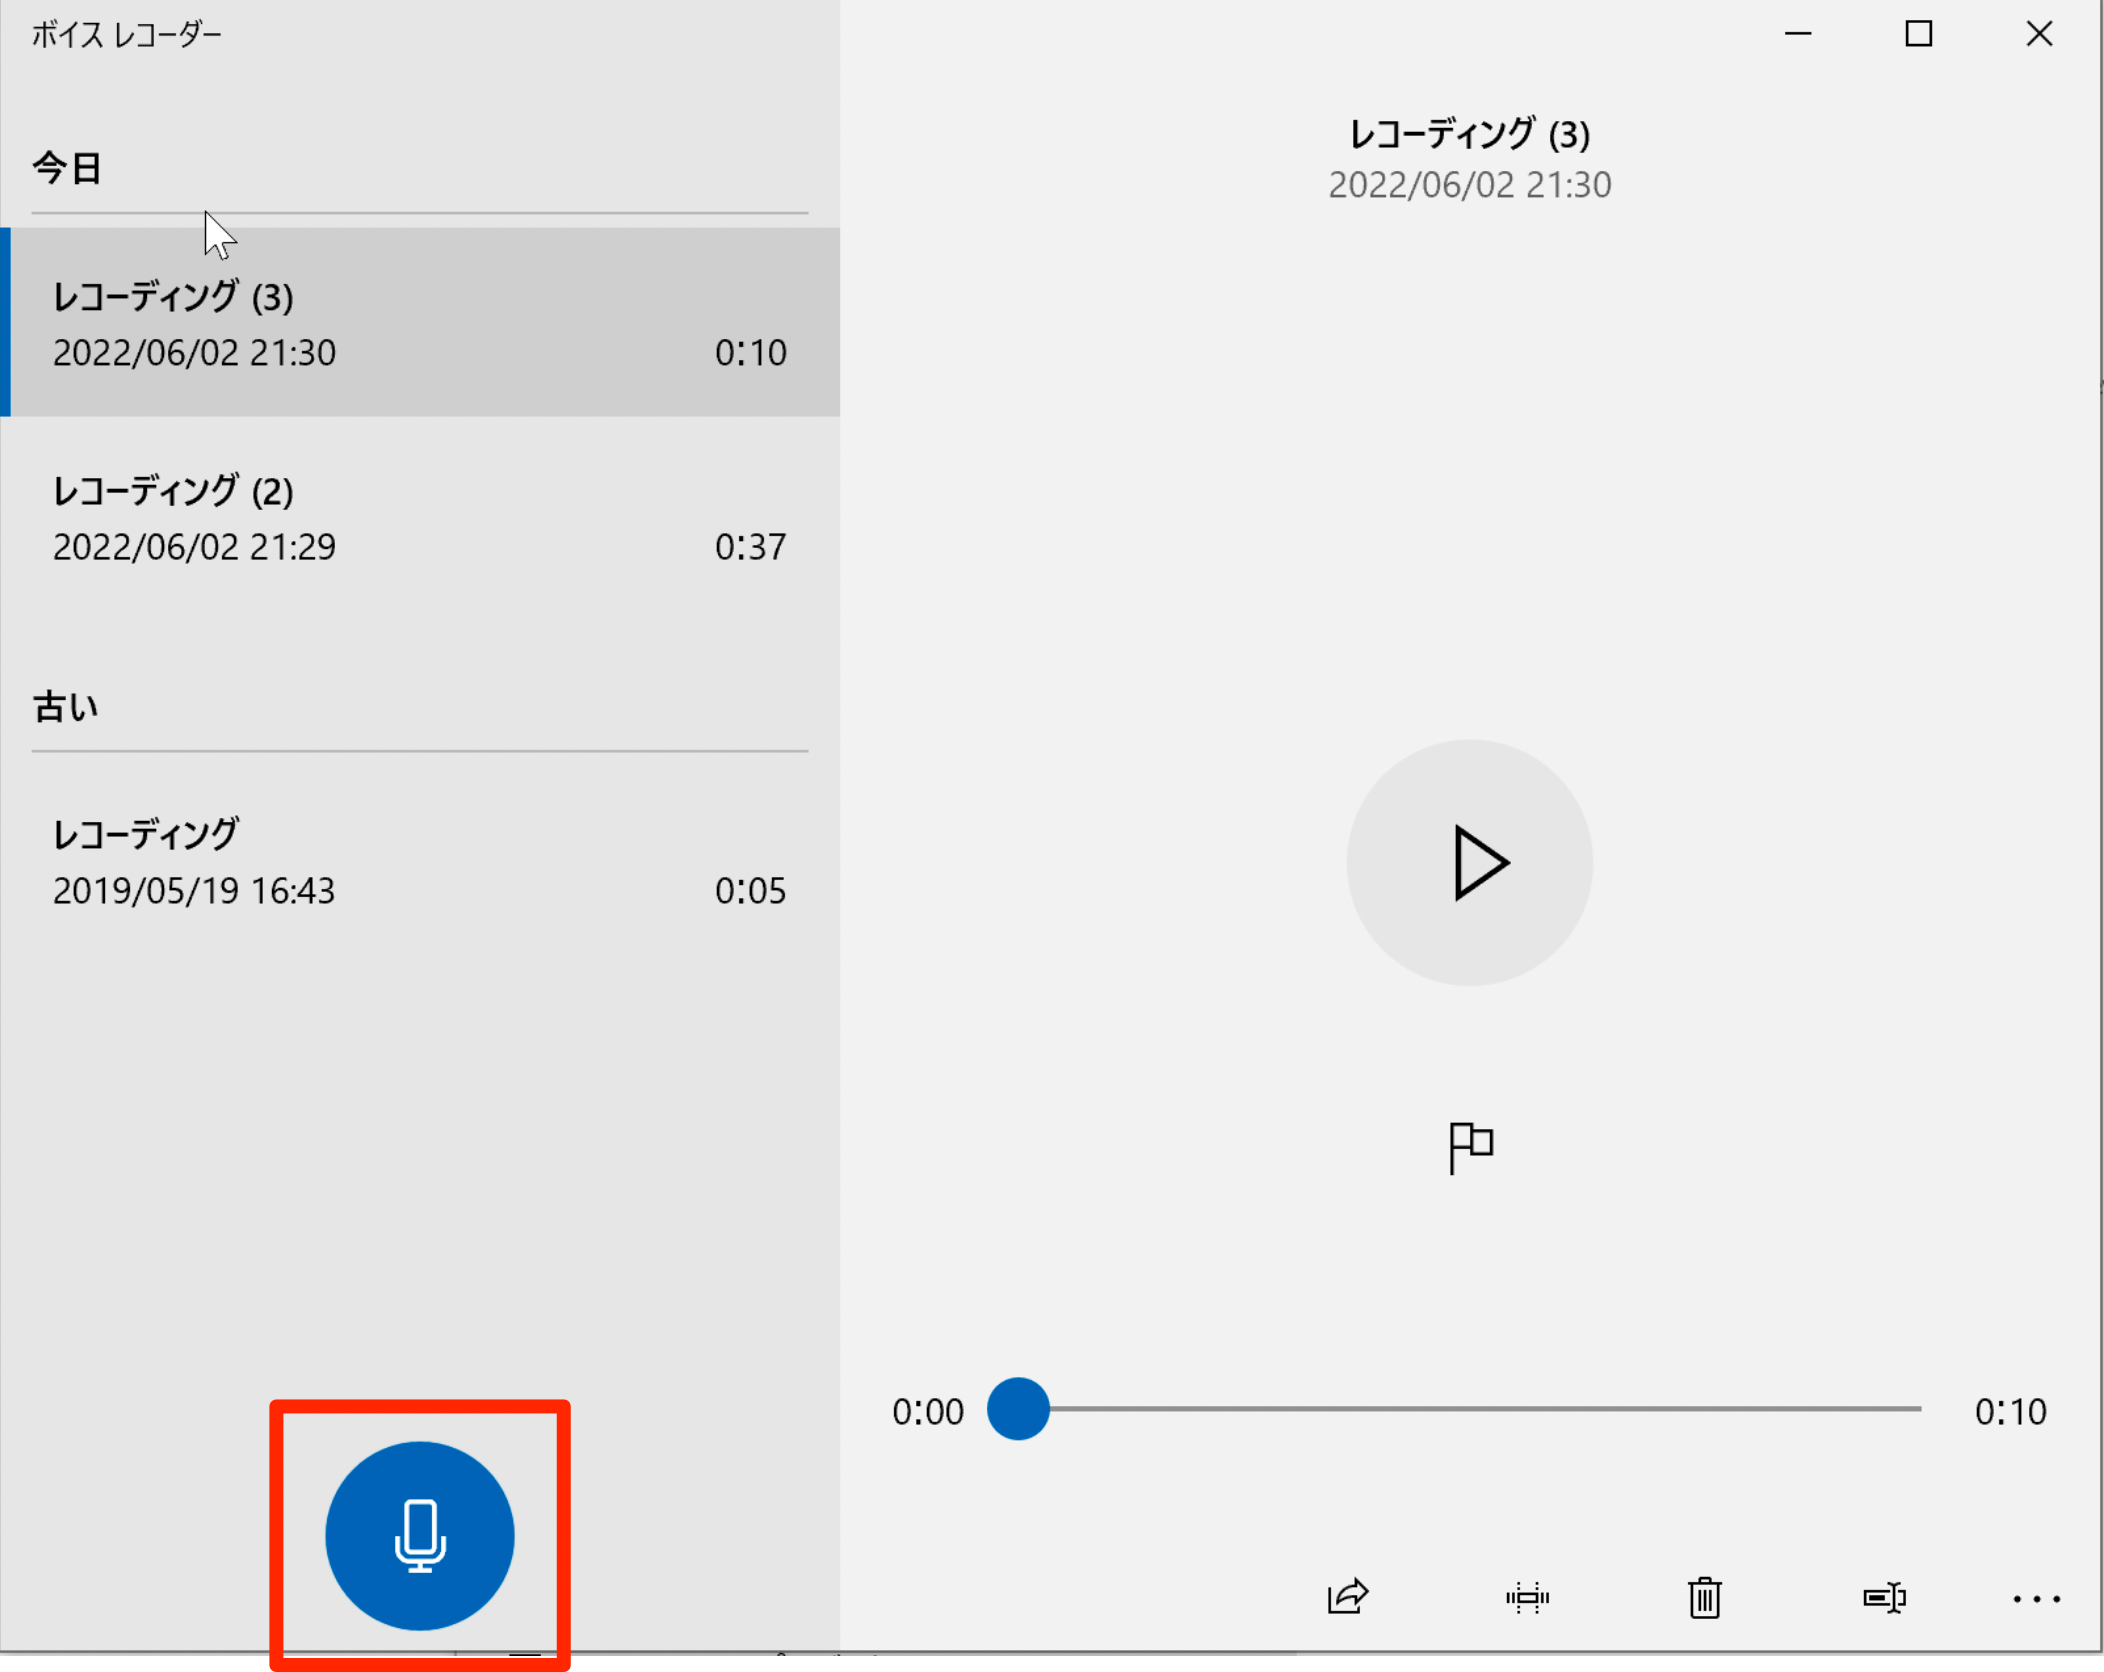 ボイス レコーダー
今日
レコーディング (3)
2022/06/02 21:30 0:10
レコーディング (2)
2022/06/02 21:29 0:37
古い
レコーディング
2019/05/19 16:43 0:05
レコーディング (3)
2022/06/02 21:30
0:00 0:10